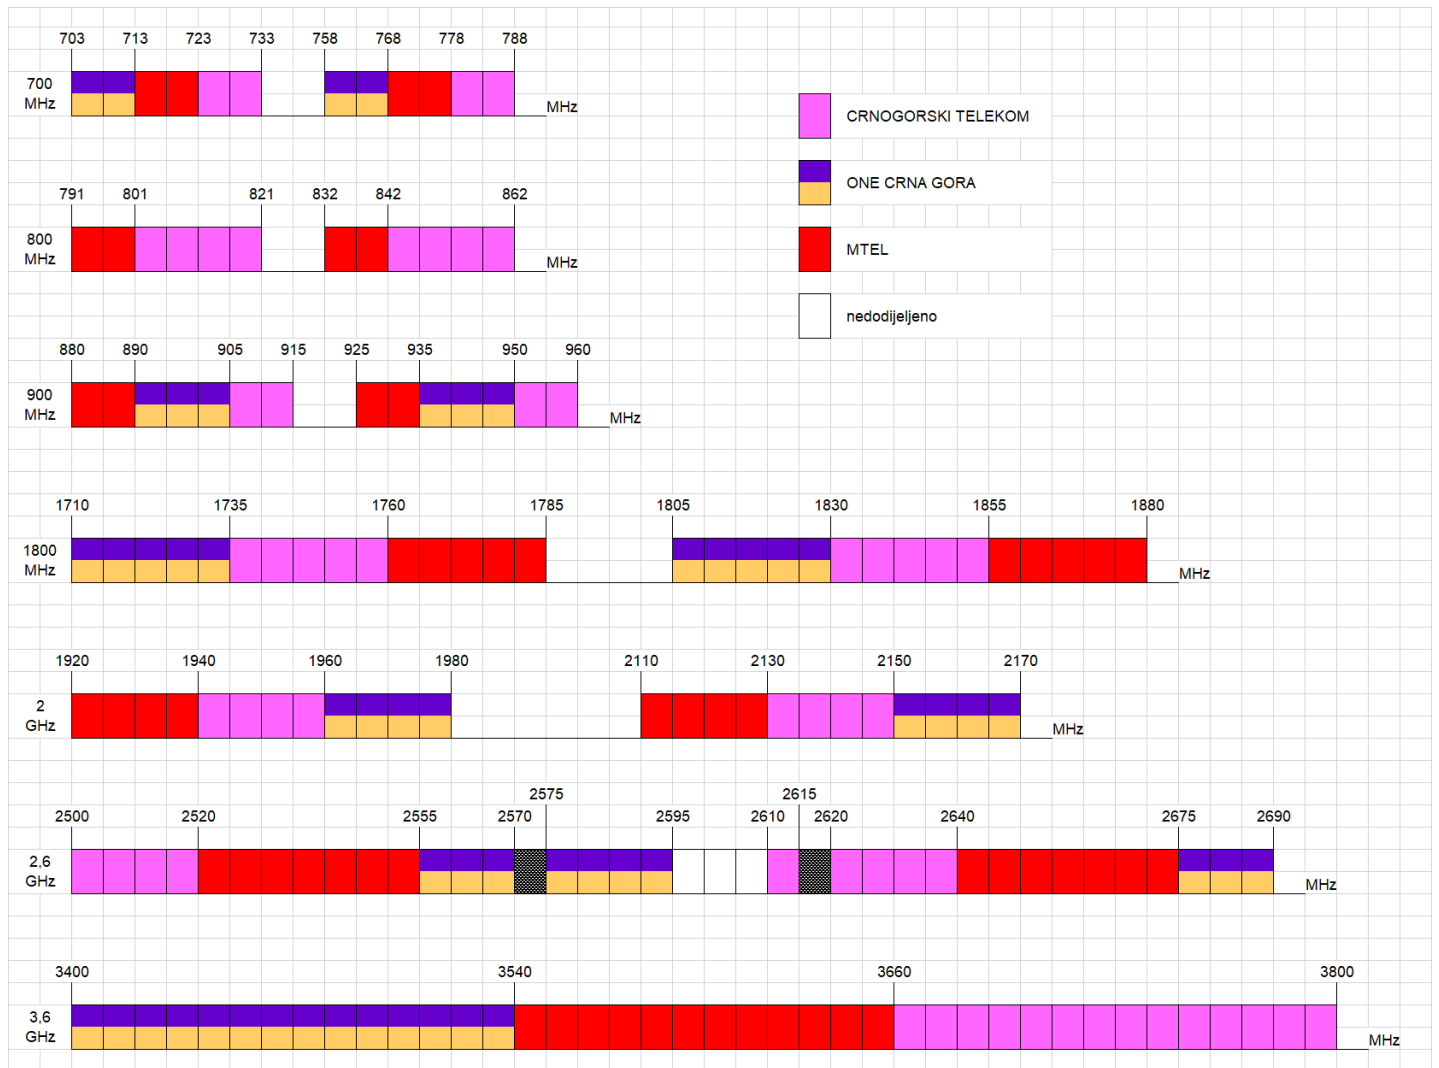 703 713 723 733 758 768 778 788
700
MHz
MHz
CRNOGORSKI TELEKOM
ONE CRNA GORA
MTEL
nedodijeljeno
791 801 821 832 842 862
800
MHz
MHz
880 890 905 915 925 935 950 960
900
MHz
MHz
1710 1735 1760 1785 1805 1830 1855 1880
1800
MHz
MHz
1920 1940 1960 1980 2110 2130 2150 2170
2
GHz
MHz
2575 2615
2500 2520 2555 2570 2595 2610 2620 2640 2675 2690
2,6
GHz
MHz
3400 3540 3660 3800
3,6
GHz
MHz